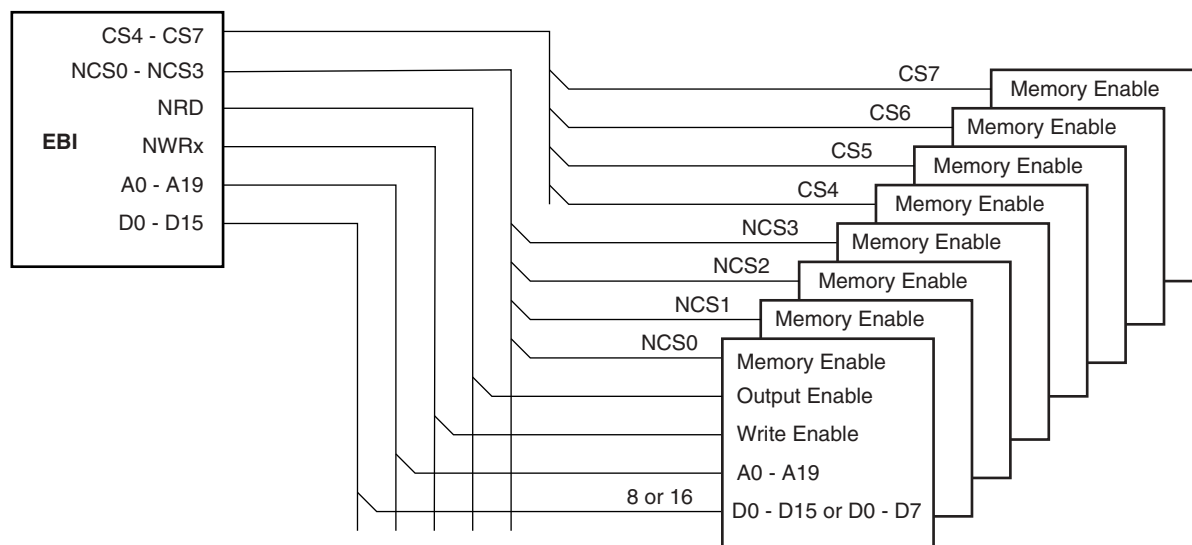 CS4 - CS7
NCS0 - NCS3
NRD
EBI
NWRx
A0 - A19
D0 - D15
CS7
Memory Enable
CS6
Memory Enable
CS5
Memory Enable
CS4
Memory Enable
NCS3
Memory Enable
NCS2
Memory Enable
NCS1
Memory Enable
NCS0
Memory Enable
Output Enable
Write Enable
A0 - A19
8 or 16
D0 - D15 or D0 - D7